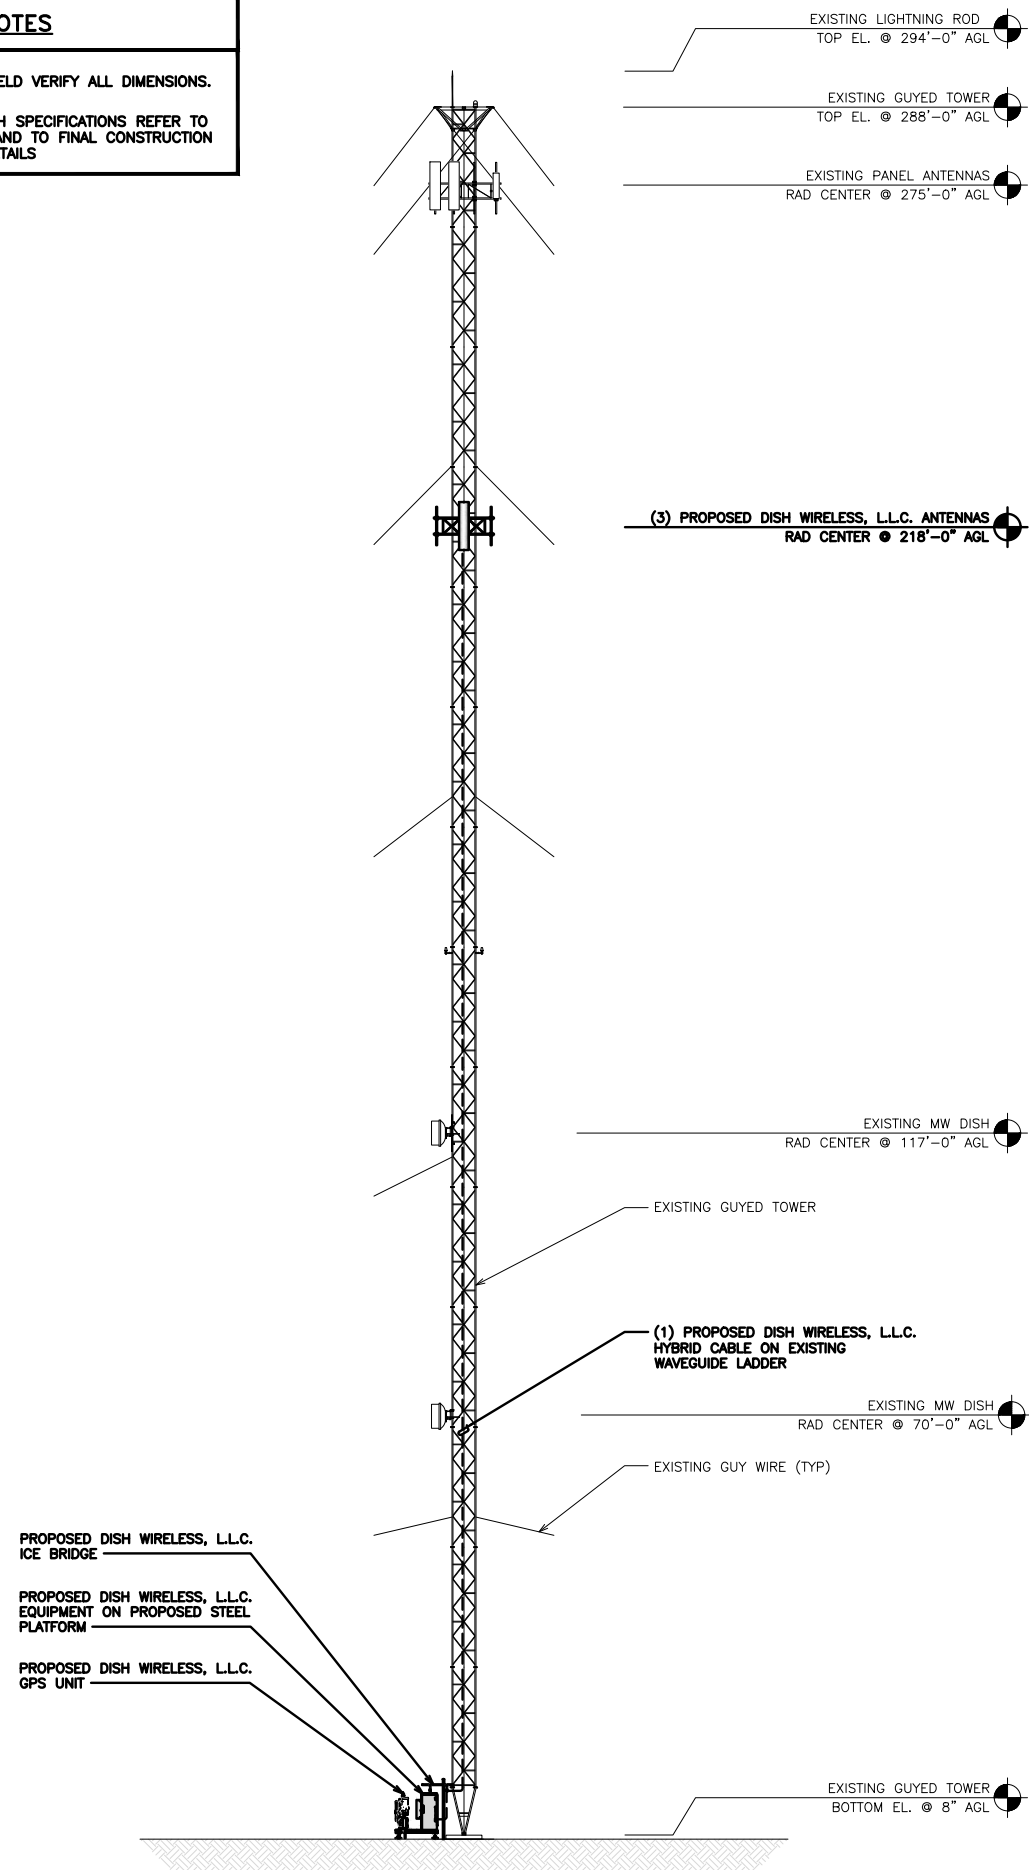 OTES
ELD VERIFY ALL DIMENSIONS.
H SPECIFICATIONS REFER TO
AND TO FINAL CONSTRUCTION
TAILS
EXISTING LIGHTNING ROD
TOP EL. @ 294'-0" AGL
EXISTING GUYED TOWER
TOP EL. @ 288'-0" AGL
EXISTING PANEL ANTENNAS
RAD CENTER @ 275'-0" AGL
(3) PROPOSED DISH WIRELESS, L.L.C. ANTENNAS
RAD CENTER @ 218'-0" AGL
EXISTING MW DISH
RAD CENTER @ 117'-0" AGL
EXISTING GUYED TOWER
(1) PROPOSED DISH WIRELESS, L.L.C.
HYBRID CABLE ON EXISTING
WAVEGUIDE LADDER
EXISTING MW DISH
RAD CENTER @ 70'-0" AGL
EXISTING GUY WIRE (TYP)
PROPOSED DISH WIRELESS, L.L.C.
ICE BRIDGE
PROPOSED DISH WIRELESS, L.L.C.
EQUIPMENT ON PROPOSED STEEL
PLATFORM
PROPOSED DISH WIRELESS, L.L.C.
GPS UNIT
EXISTING GUYED TOWER
BOTTOM EL. @ 8" AGL